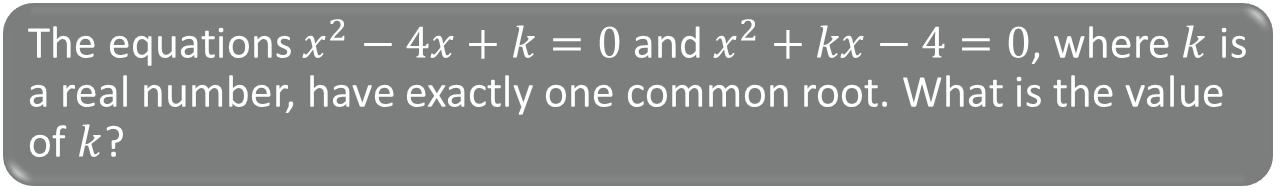 The equations x² − 4x + k = 0 and x² + kx − 4 = 0, where k is
a real number, have exactly one common root. What is the value
of k?